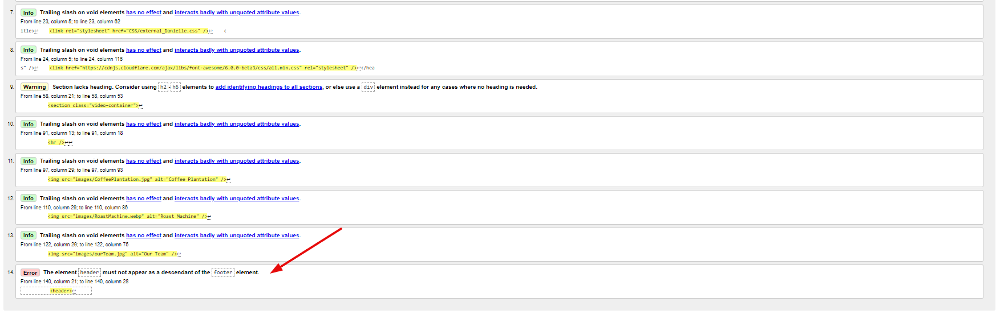 7. Info Trailing slash on void elements has no effect and interacts badly with unquoted attribute values.
From line 23, column 5; to line 23, column 62
itle>↩    <link rel="stylesheet" href="CSS/external_Danielle.css" />↩    <
8. Info Trailing slash on void elements has no effect and interacts badly with unquoted attribute values.
From line 24, column 5; to line 24, column 116
s" />↩    <link href="https://cdnjs.cloudflare.com/ajax/libs/font-awesome/6.0.0-beta3/css/all.min.css" rel="stylesheet" />↩</hea
9. Warning Section lacks heading. Consider using h2-h6 elements to add identifying headings to all sections, or else use a div element instead for any cases where no heading is needed.
From line 58, column 21; to line 58, column 53
<section class="video-container">↩
10. Info Trailing slash on void elements has no effect and interacts badly with unquoted attribute values.
From line 91, column 13; to line 91, column 18
<hr />↩↩
11. Info Trailing slash on void elements has no effect and interacts badly with unquoted attribute values.
From line 97, column 29; to line 97, column 93
<img src="images/CoffeePlantation.jpg" alt="Coffee Plantation" />↩
12. Info Trailing slash on void elements has no effect and interacts badly with unquoted attribute values.
From line 110, column 29; to line 110, column 86
<img src="images/RoastMachine.webp" alt="Roast Machine" />↩
13. Info Trailing slash on void elements has no effect and interacts badly with unquoted attribute values.
From line 122, column 29; to line 122, column 75
<img src="images/ourTeam.jpg" alt="Our Team" />↩
14. Error The element header must not appear as a descendant of the footer element.
From line 140, column 21; to line 140, column 28
<header>↩